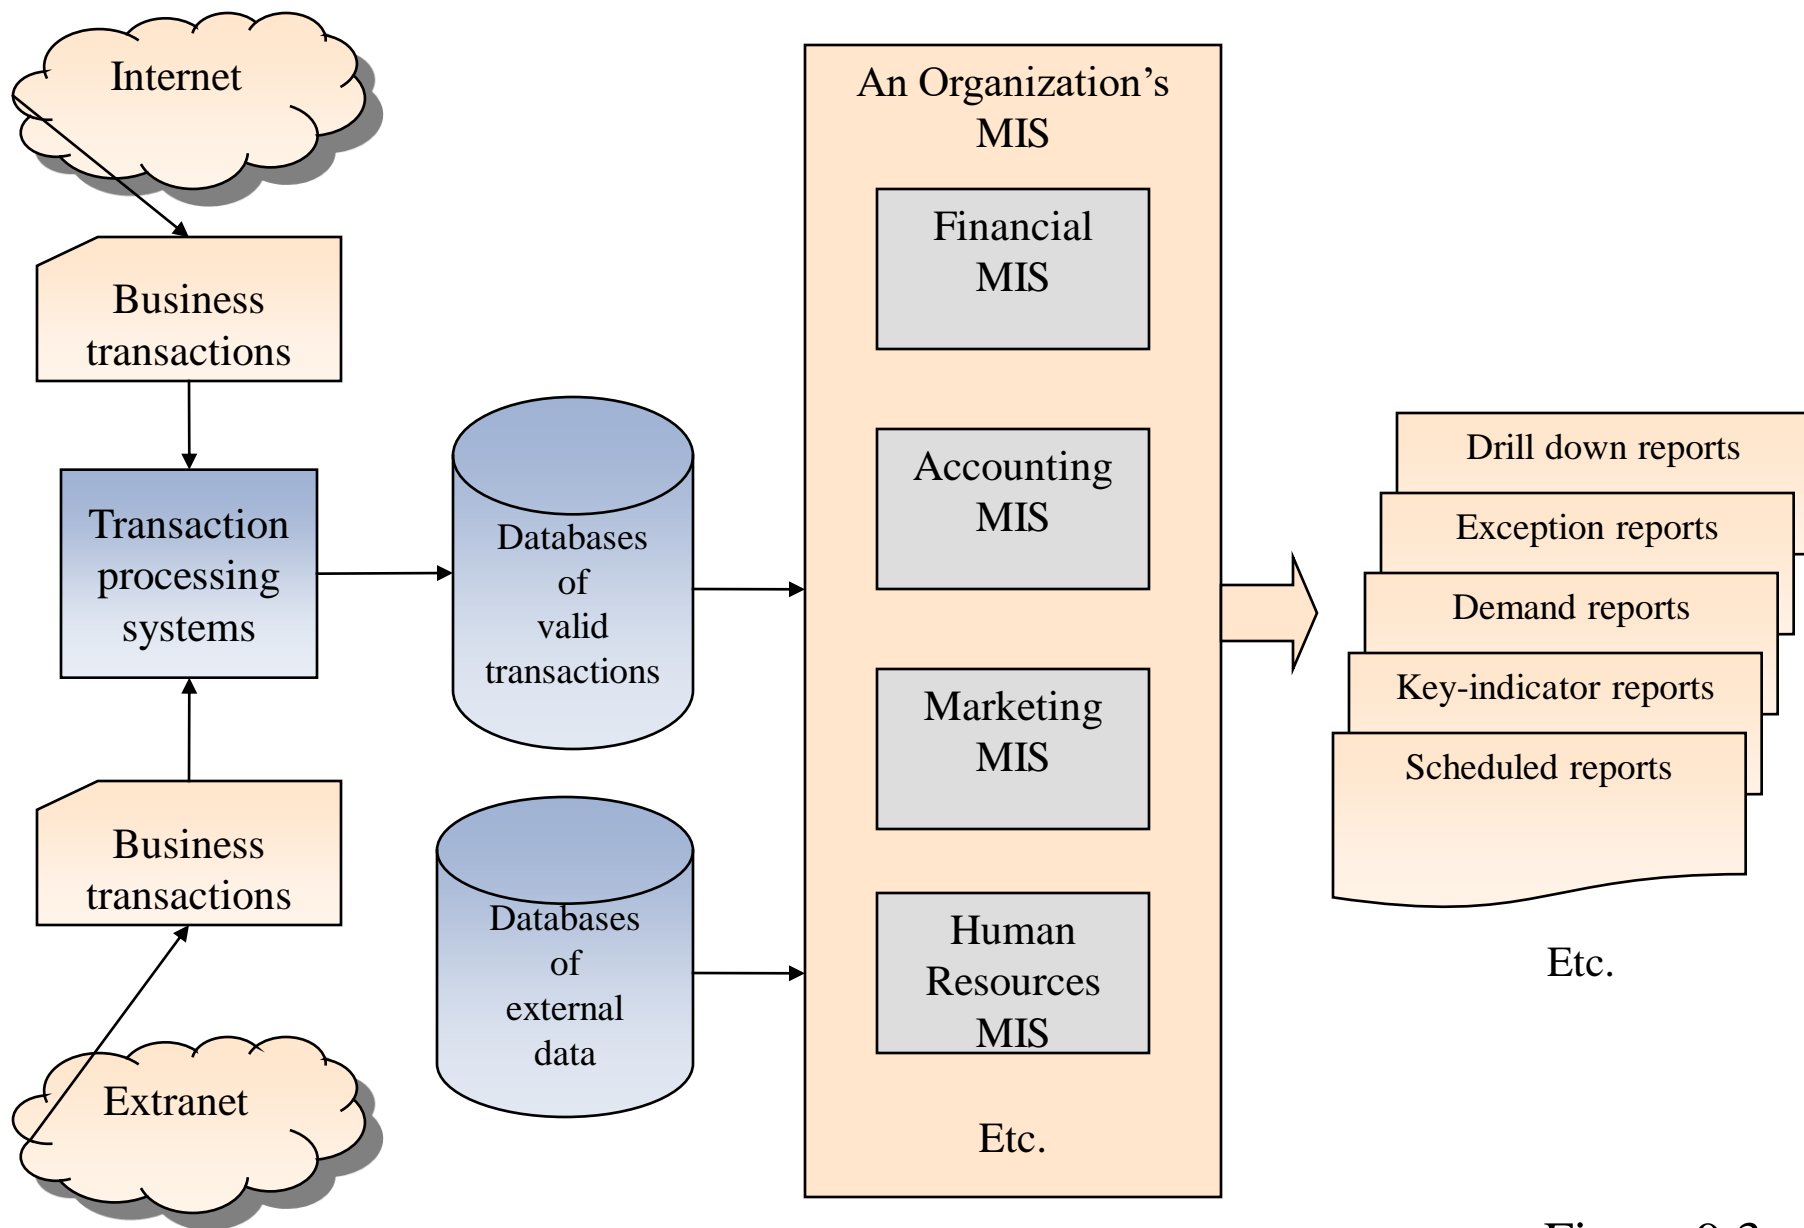 Internet
Business
transactions
Transaction
processing
systems
Business
transactions
Extranet
Databases
of
valid
transactions
Databases
of
external
data
An Organization’s
MIS
Financial
MIS
Accounting
MIS
Marketing
MIS
Human
Resources
MIS
Etc.
Drill down reports
Exception reports
Demand reports
Key-indicator reports
Scheduled reports
Etc.